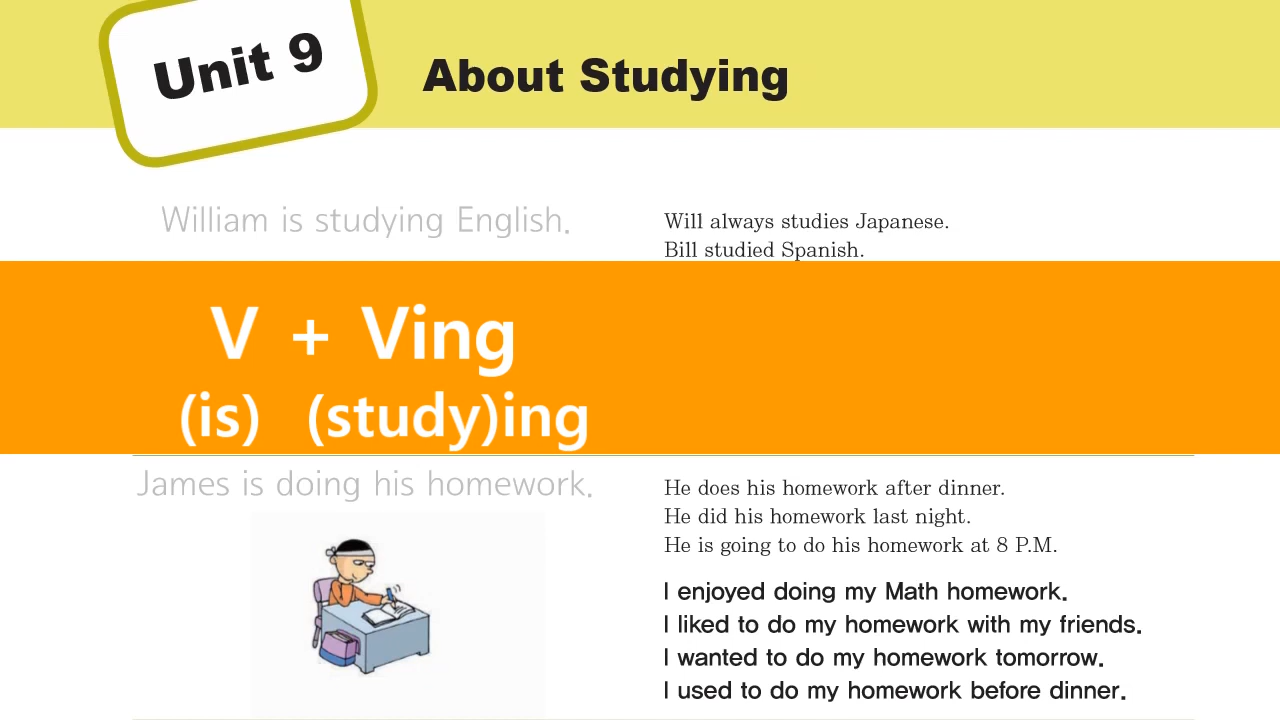 Unit 9
About Studying
William is studying English.
Will always studies Japanese.
Bill studied Spanish.
V + Ving
(is) (study)ing
James is doing his homework.
He does his homework after dinner.
He did his homework last night.
He is going to do his homework at 8 P.M.
I enjoyed doing my Math homework.
I liked to do my homework with my friends.
I wanted to do my homework tomorrow.
I used to do my homework before dinner.